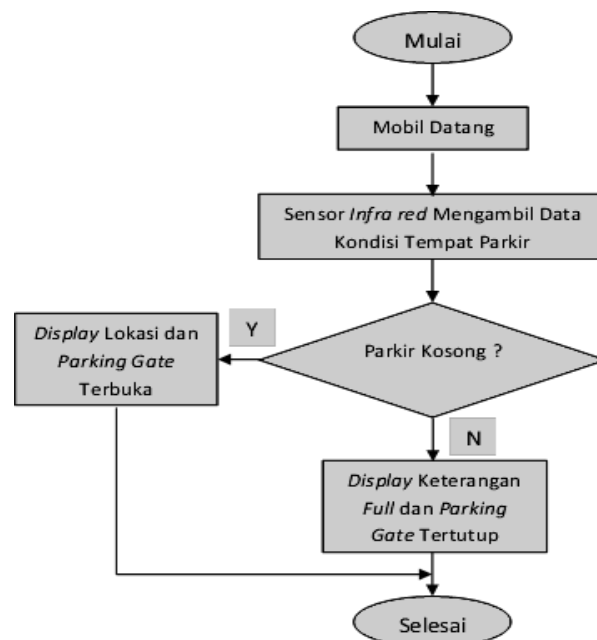 Mulai
Mobil Datang
Sensor Infra red Mengambil Data
Kondisi Tempat Parkir
Parkir Kosong ?
Y
Display Lokasi dan
Parking Gate
Terbuka
N
Display Keterangan
Full dan Parking
Gate Tertutup
Selesai